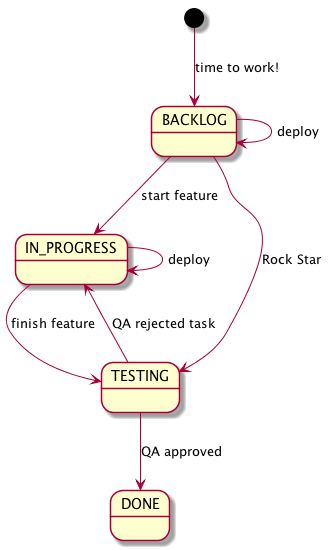 time to work!
BACKLOG
deploy
start feature
IN_PROGRESS
deploy
Rock Star
finish feature
QA rejected task
TESTING
QA approved
DONE